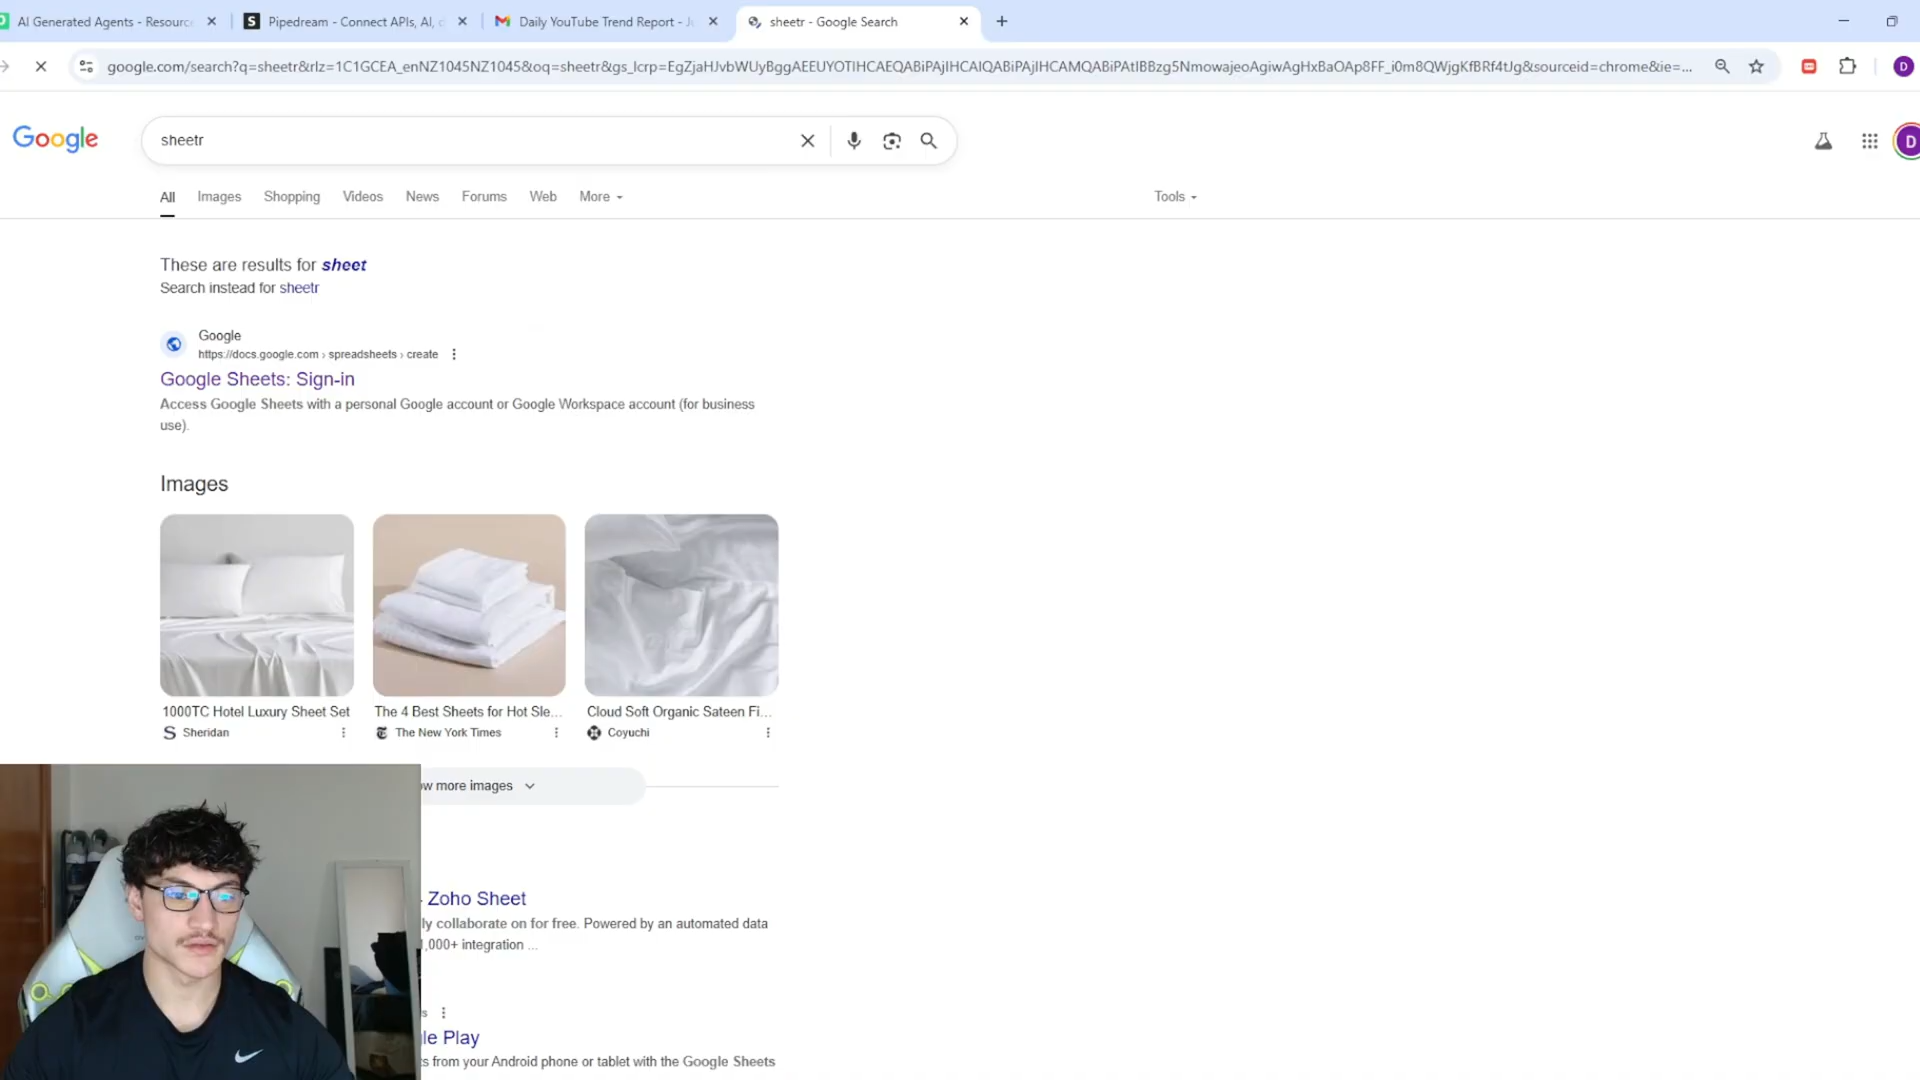 AI Generated Agents - Resource
Pipedream - Connect APIs, AI,
Daily YouTube Trend Report -
sheetr - Google Search
google.com/search?q=sheetr&rlz=1C1GCEA_enNZ1045NZ1045&oq=sheetr&gs_lcrp=EgZjaHJvbWUyBggAEEUYOTIHCAEQABiPAjIHCAIQABiPAjIHCAMQABiPAtIBBzg5NmowajeoAgiwAgHxBaOAp8FF_i0m8QWjgKfBRf4tJg&sourceid=chrome&ie=...
D
Google
sheetr
D
All
Images
Shopping
Videos
News
Forums
Web
More
Tools
These are results for sheet
Search instead for sheetr
Google
https://docs.google.com › spreadsheets › create
Google Sheets: Sign-in
Access Google Sheets with a personal Google account or Google Workspace account (for business
use).
Images
1000TC Hotel Luxury Sheet Set
Sheridan
The 4 Best Sheets for Hot Sle...
The New York Times
Cloud Soft Organic Sateen Fi...
Coyuchi
ow more images
Zoho Sheet
ly collaborate on for free. Powered by an automated data
1,000+ integration ...
s
gle Play
ts from your Android phone or tablet with the Google Sheets